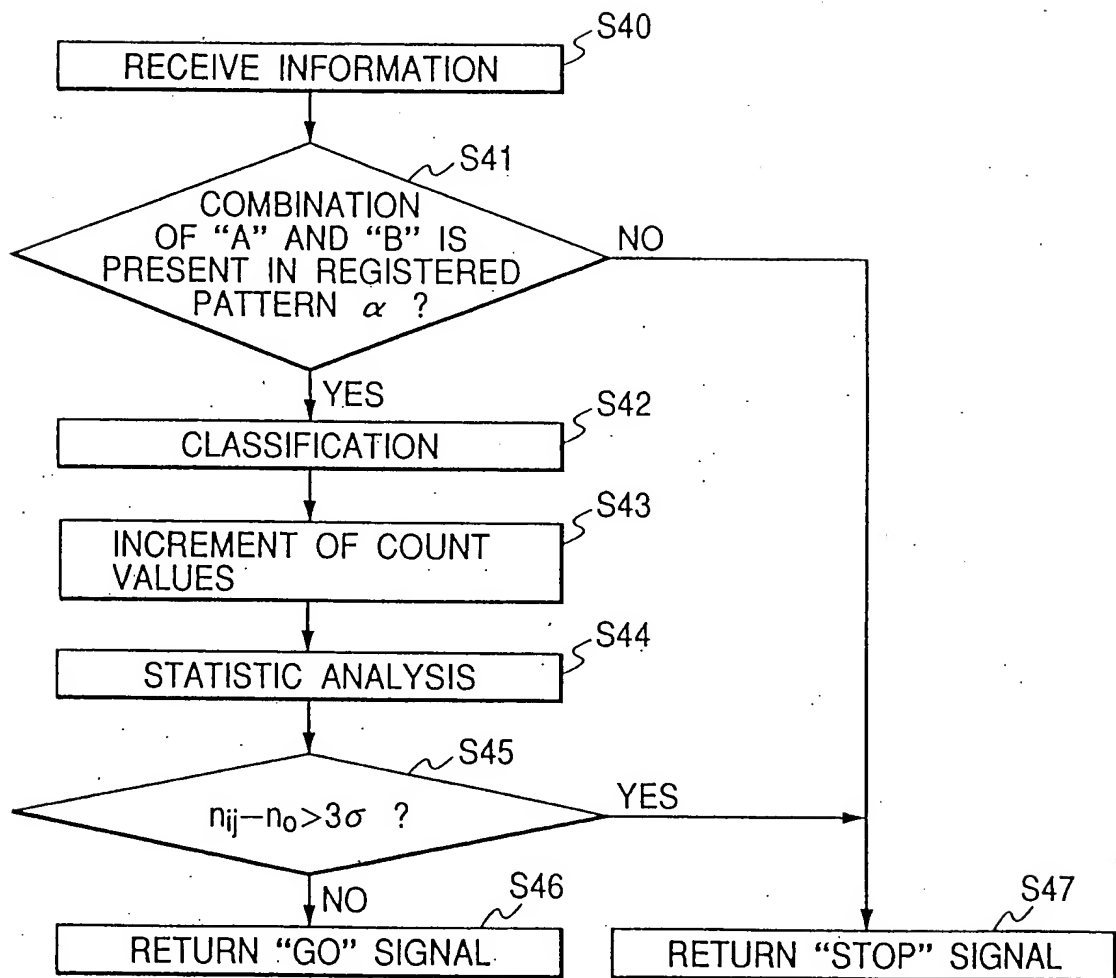 S40
RECEIVE INFORMATION
S41
COMBINATION
OF “A” AND “B” IS
PRESENT IN REGISTERED
PATTERN α ?
NO
YES
S42
CLASSIFICATION
S43
INCREMENT OF COUNT
VALUES
S44
STATISTIC ANALYSIS
S45
nij−no>3σ ?
YES
NO
S46
RETURN “GO” SIGNAL
S47
RETURN “STOP” SIGNAL